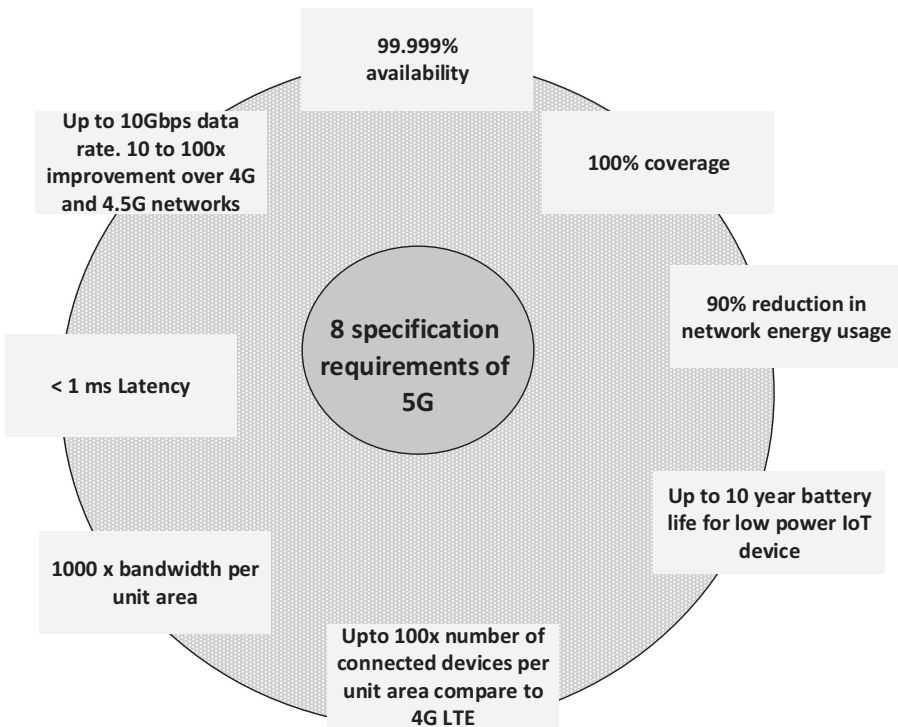 99.999%
availability
Up to 10Gbps data
rate. 10 to 100x
improvement over 4G
and 4.5G networks
100% coverage
90% reduction in
network energy usage
8 specification
requirements of
5G
< 1 ms Latency
Up to 10 year battery
life for low power IoT
device
1000 x bandwidth per
unit area
Upto 100x number of
connected devices per
unit area compare to
4G LTE